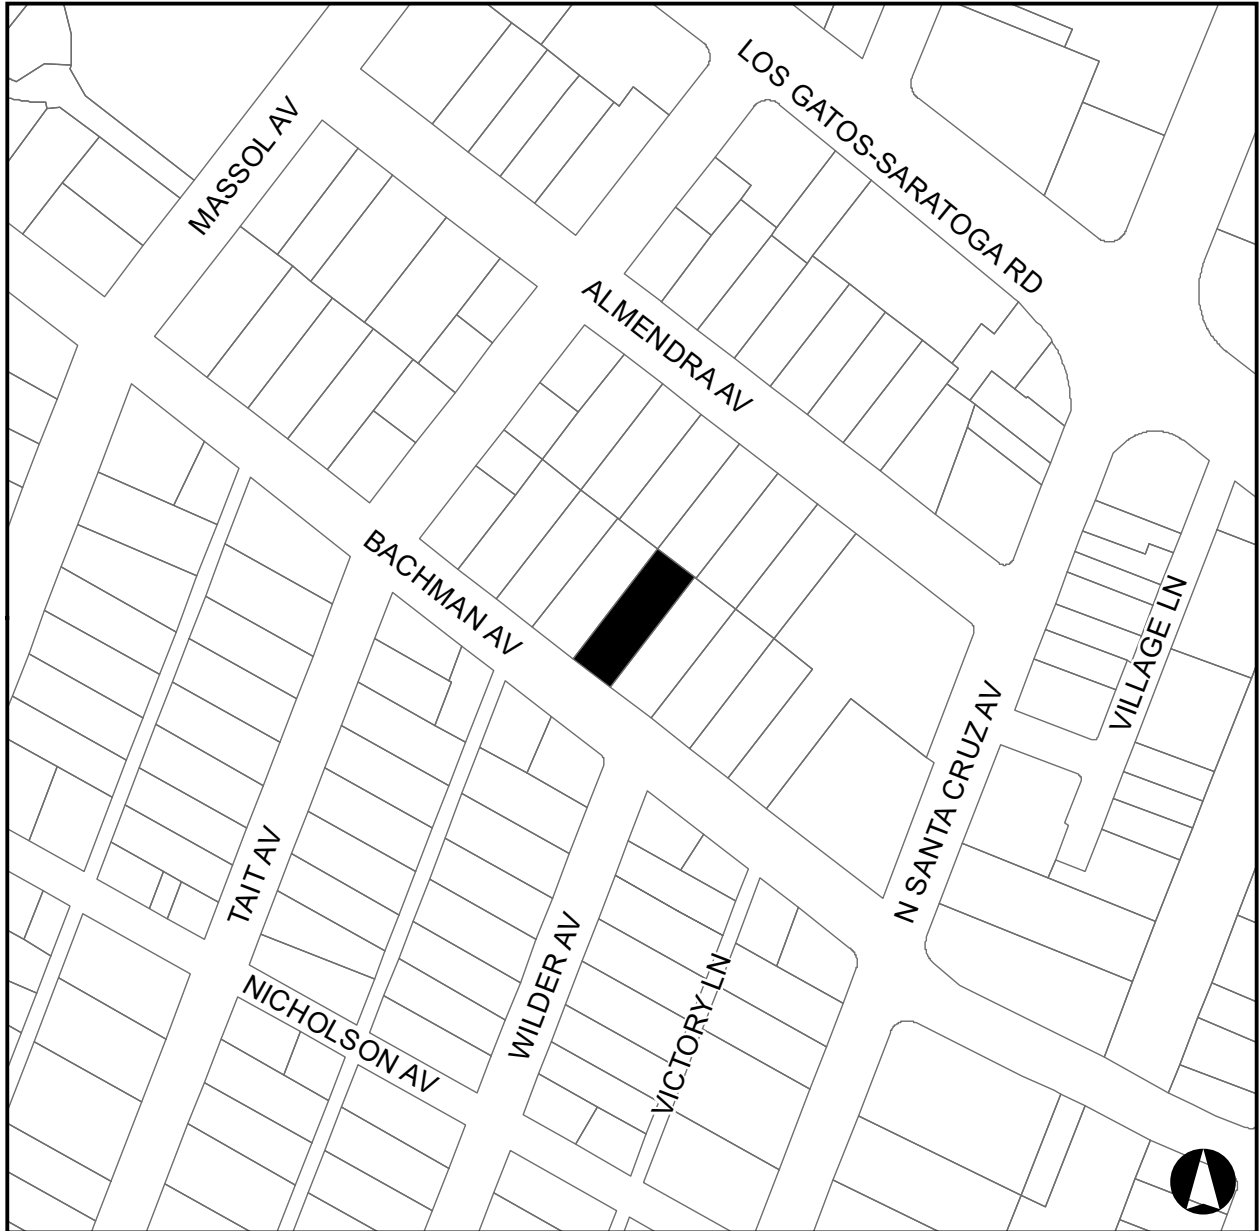 LOS GATOS-SARATOGA RD
MASSOL AV
ALMENDRA AV
BACHMAN AV
VILLAGE LN
N SANTA CRUZ AV
TAIT AV
WILDER AV
VICTORY LN
NICHOLSON AV